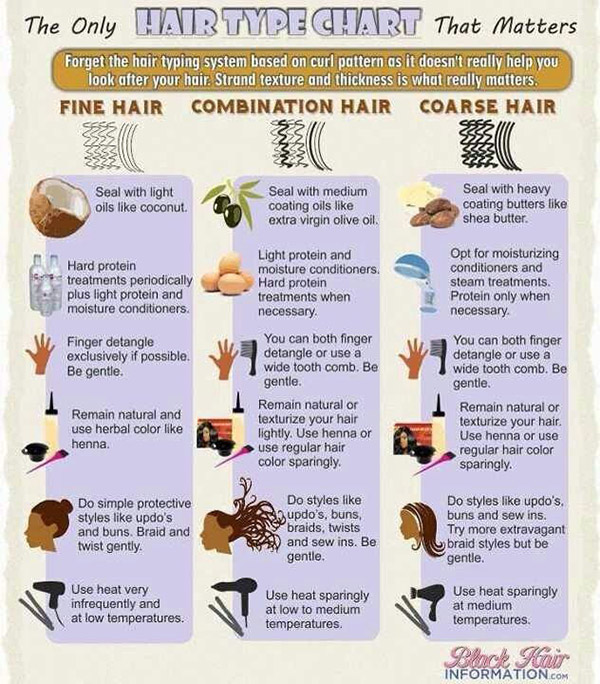 The Only HAIR TYPE CHART That Matters
Forget the hair typing system based on curl pattern as it doesn't really help you
look after your hair. Strand texture and thickness is what really matters.
FINE HAIR
Seal with light
oils like coconut.
Hard protein
treatments periodically
plus light protein and
moisture conditioners.
Finger detangle
exclusively if possible.
Be gentle.
Remain natural and
use herbal color like
henna.
Do simple protective
styles like updo's
and buns. Braid and
twist gently.
Use heat very
infrequently and
at low temperatures.
COMBINATION HAIR
Seal with medium
coating oils like
extra virgin olive oil.
Light protein and
moisture conditioners.
Hard protein
treatments when
necessary.
You can both finger
detangle or use a
wide tooth comb. Be
gentle.
Remain natural or
texturize your hair
lightly. Use henna or
use regular hair
color sparingly.
Do styles like
updo's, buns,
braids, twists
and sew ins. Be
gentle.
Use heat sparingly
at low to medium
temperatures.
COARSE HAIR
Seal with heavy
coating butters like
shea butter.
Opt for moisturizing
conditioners and
steam treatments.
Protein only when
necessary.
You can both finger
detangle or use a
wide tooth comb. Be
gentle.
Remain natural or
texturize your hair.
Use henna or use
regular hair color
sparingly.
Do styles like updo's,
buns and sew ins.
Try more extravagant
braid styles but be
gentle.
Use heat sparingly
at medium
temperatures.
Black Hair
INFORMATION.COM